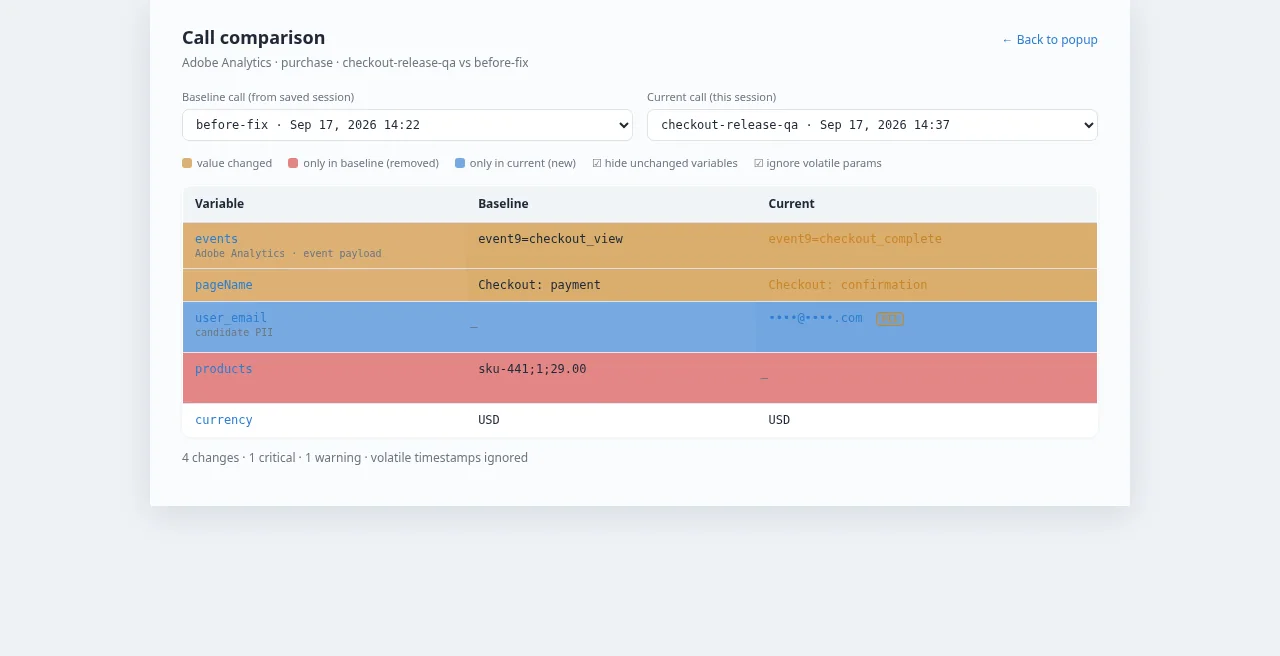 Call comparison
← Back to popup
Adobe Analytics · purchase · checkout-release-qa vs before-fix
Baseline call (from saved session)
Current call (this session)
before-fix · Sep 17, 2026 14:22
checkout-release-qa · Sep 17, 2026 14:37
value changed
only in baseline (removed)
only in current (new)
☑ hide unchanged variables
☑ ignore volatile params
Variable Baseline Current
events event9=checkout_view event9=checkout_complete
Adobe Analytics · event payload
pageName Checkout: payment Checkout: confirmation
user_email — ••••@••••.com
candidate PII
products sku-441;1;29.00 —
currency USD USD
4 changes · 1 critical · 1 warning · volatile timestamps ignored